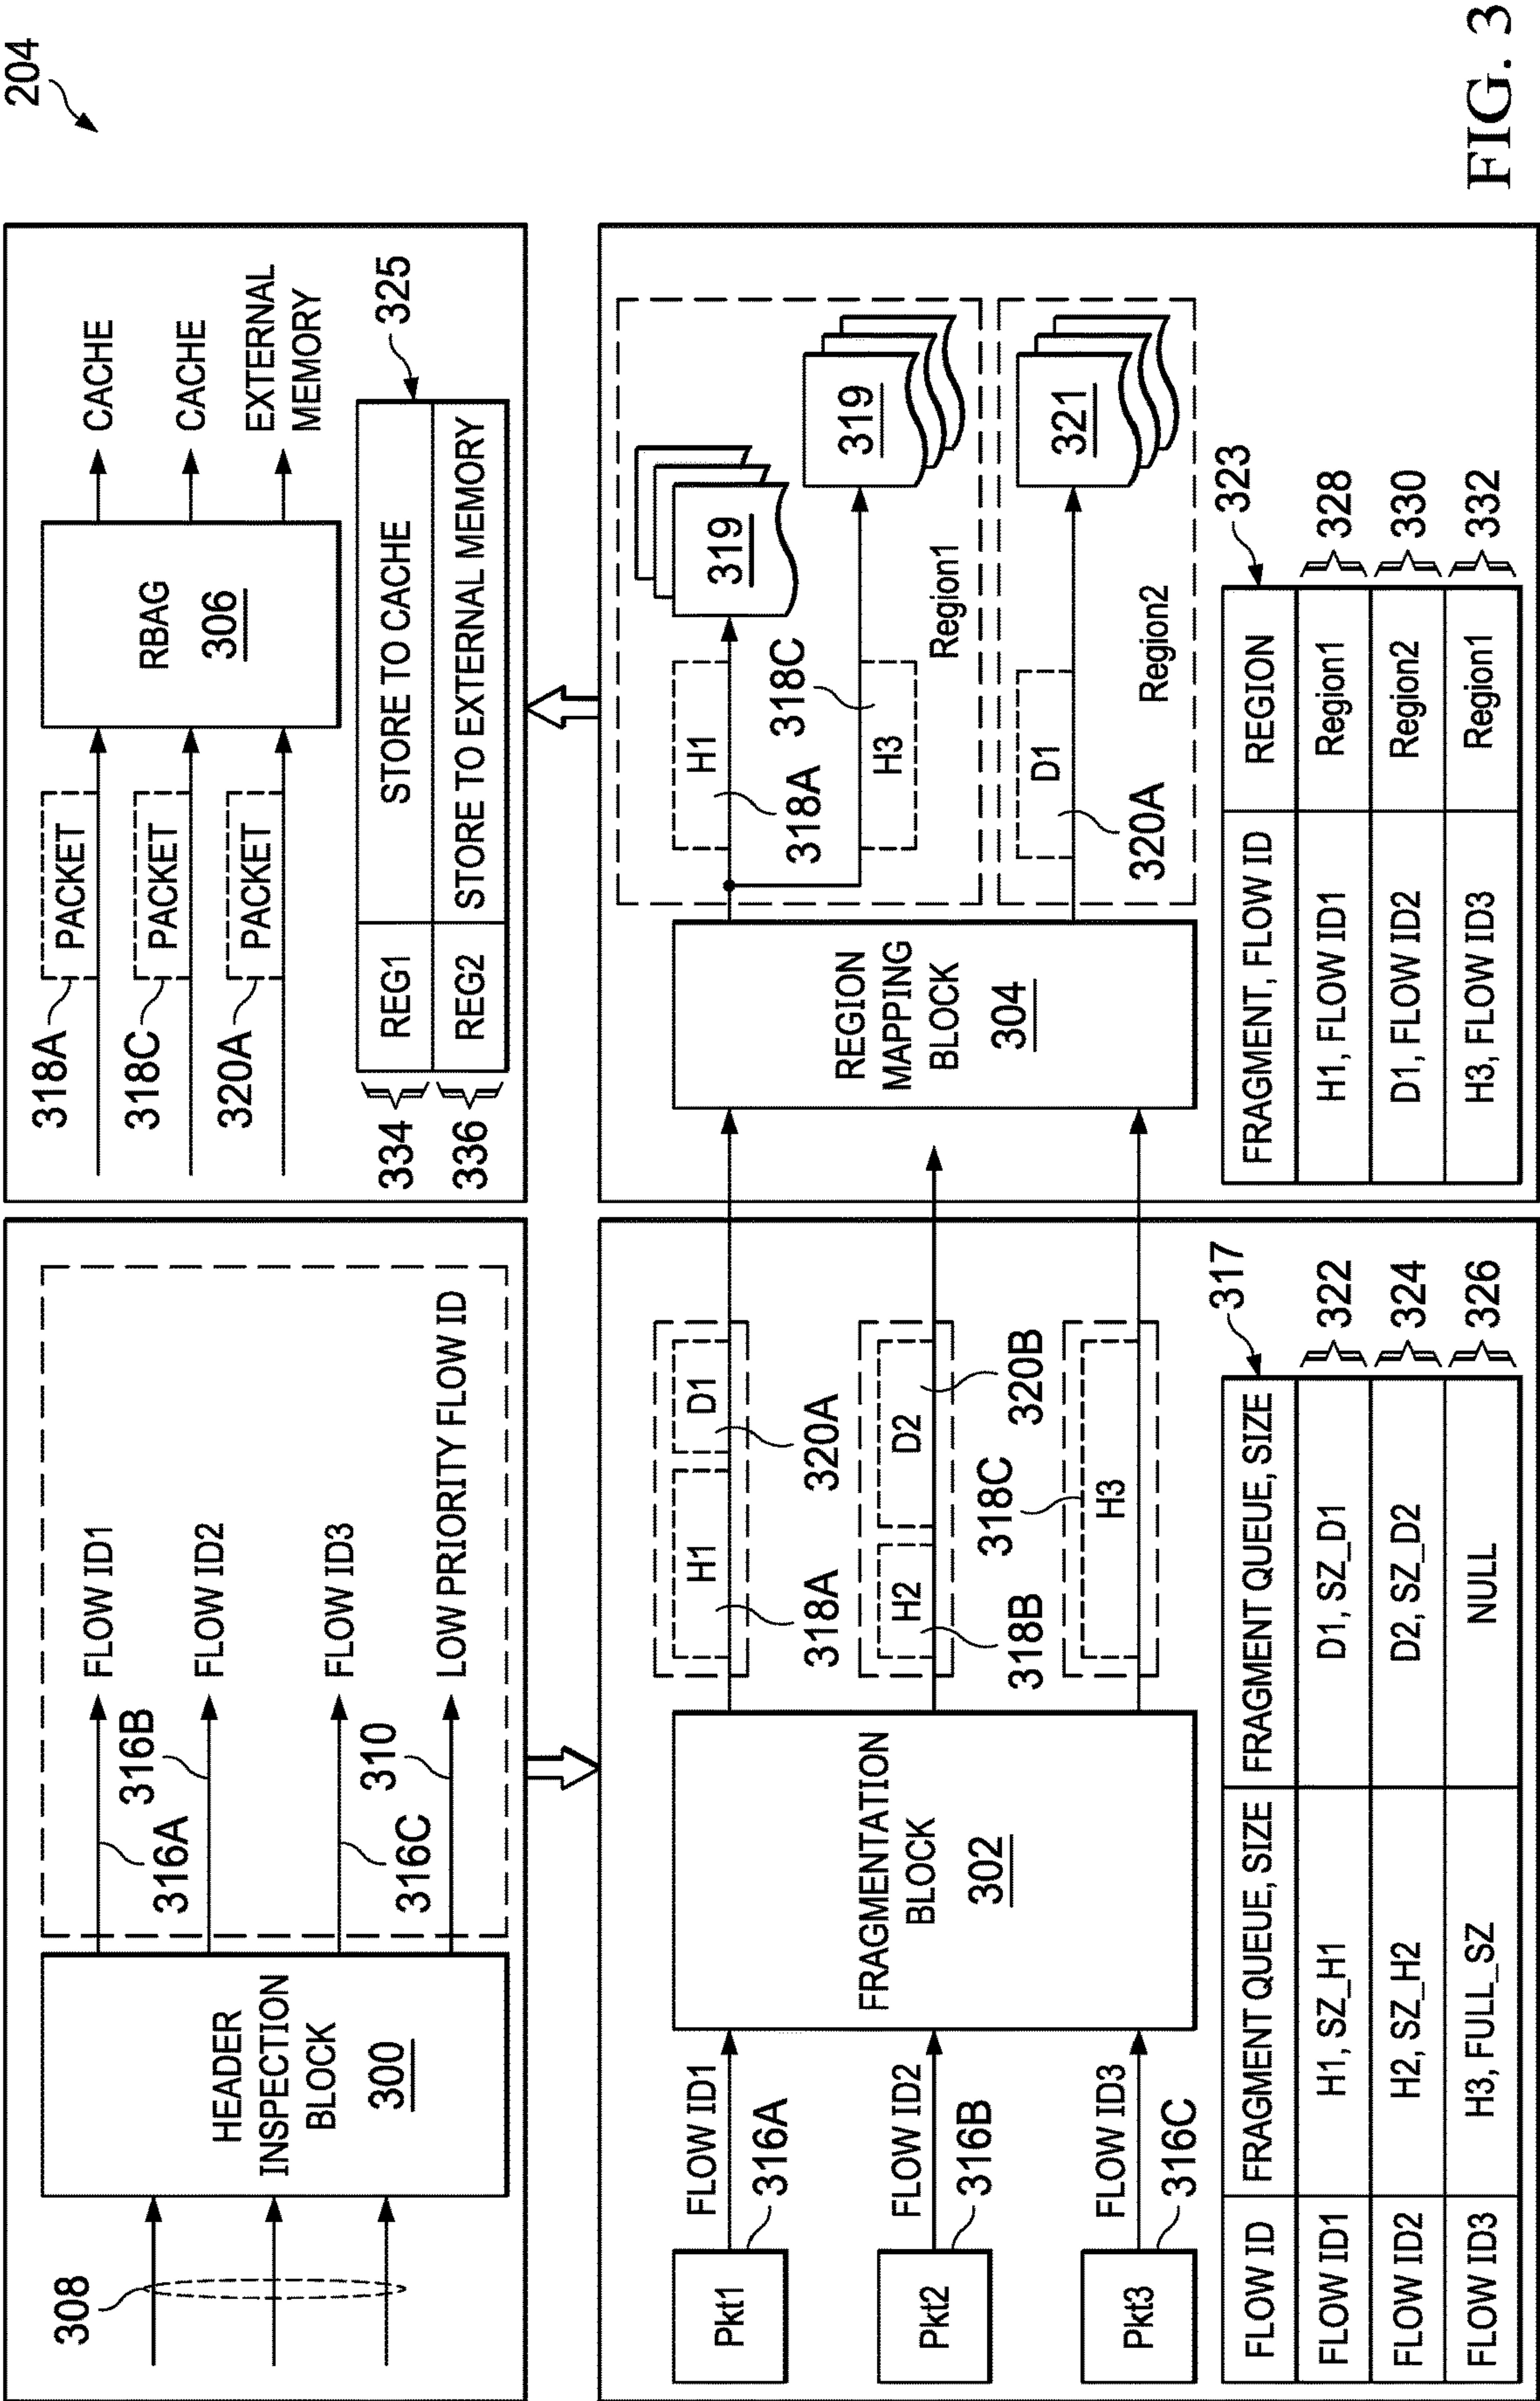 204
308
HEADER
INSPECTION
BLOCK
300
FLOW ID1
316A
FLOW ID2
316B
FLOW ID3
316C
LOW PRIORITY FLOW ID
310
318A
PACKET
318C
PACKET
320A
PACKET
RBAG
306
CACHE
CACHE
EXTERNAL
MEMORY
325
334
REG1
STORE TO CACHE
336
REG2
STORE TO EXTERNAL MEMORY
Pkt1
FLOW ID1
316A
Pkt2
FLOW ID2
316B
Pkt3
FLOW ID3
316C
FRAGMENTATION
BLOCK
302
H1
D1
318A
320A
H2
D2
318B
320B
318C
H3
317
FLOW ID
FRAGMENT QUEUE, SIZE
FRAGMENT QUEUE, SIZE
FLOW ID1
H1, SZ_H1
D1, SZ_D1
322
FLOW ID2
H2, SZ_H2
D2, SZ_D2
324
FLOW ID3
H3, FULL_SZ
NULL
326
REGION
MAPPING
BLOCK
304
H1
318A
319
318C
H3
319
Region1
D1
320A
321
Region2
323
FRAGMENT, FLOW ID
REGION
H1, FLOW ID1
Region1
328
D1, FLOW ID2
Region2
330
H3, FLOW ID3
Region1
332
FIG. 3